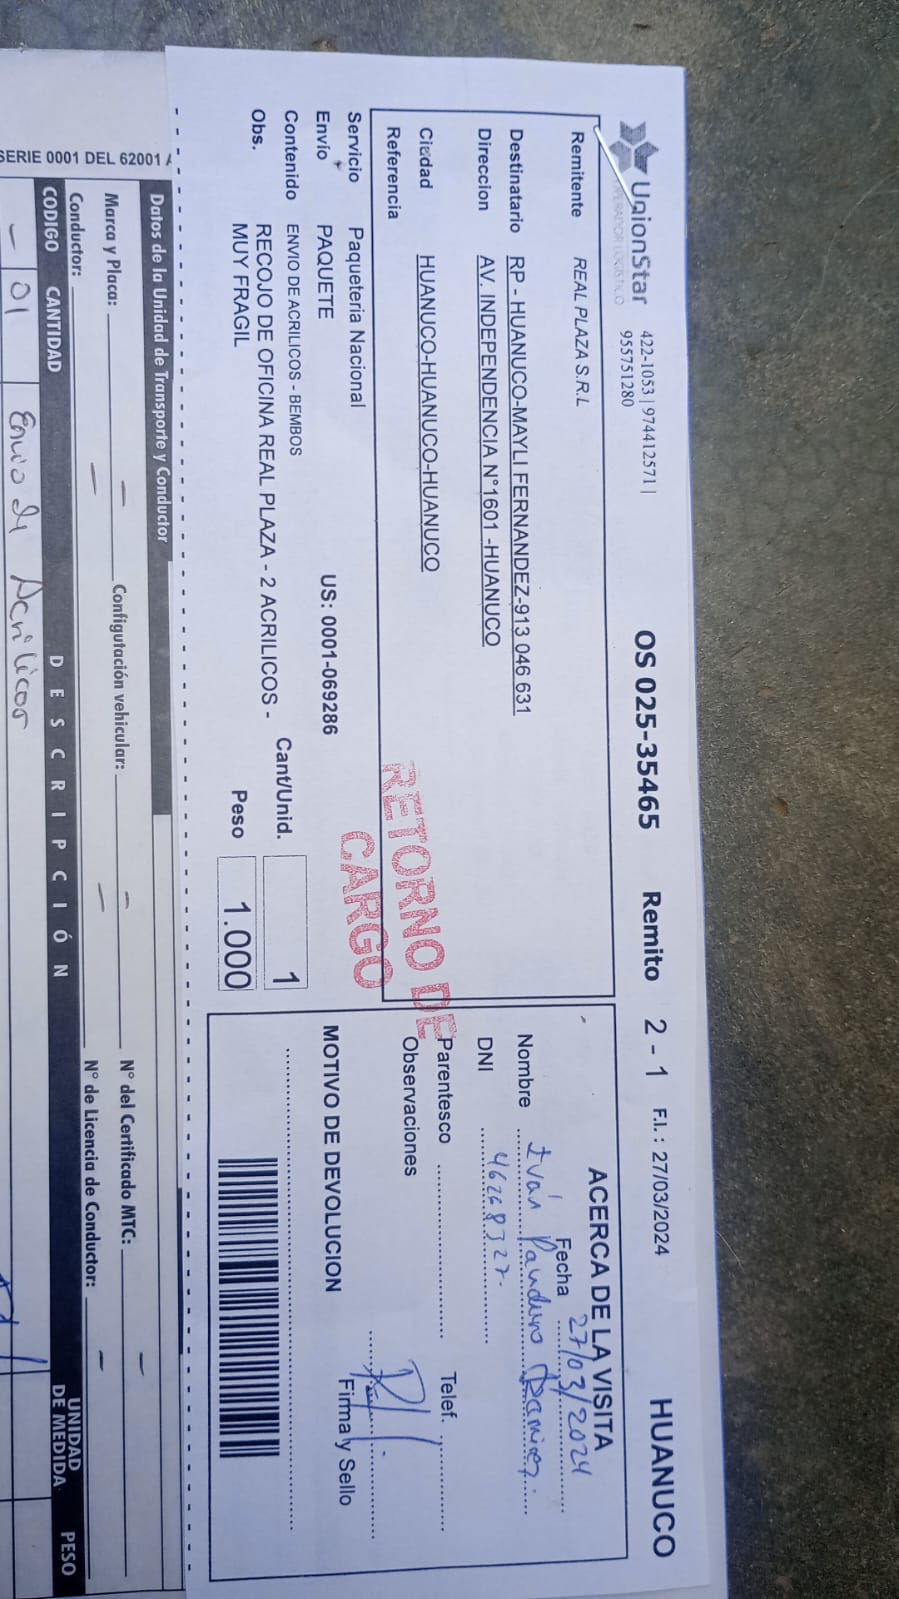 UnionStar 422-1053 | 974412571 |
OPERADOR LOGISTICO 955751280
OS 025-35465 Remito 2 - 1 F.I. : 27/03/2024 HUANUCO
Remitente REAL PLAZA S.R.L
Destinatario RP - HUANUCO-MAYLI FERNANDEZ-913 046 631
Direccion AV. INDEPENDENCIA N°1601 -HUANUCO
Ciudad HUANUCO-HUANUCO-HUANUCO
Referencia
Servicio Paqueteria Nacional
Envio PAQUETE US: 0001-069286
Contenido ENVIO DE ACRILICOS - BEMBOS Cant/Unid. 1
Obs. RECOJO DE OFICINA REAL PLAZA - 2 ACRILICOS -
MUY FRAGIL Peso 1.000
RETORNO DE
CARGO
ACERCA DE LA VISITA
Fecha 27/03/2024
Nombre Iván Panduro Ramirez.
DNI 46268327.
Parentesco Telef.
Observaciones
Firma y Sello
MOTIVO DE DEVOLUCION
SERIE 0001 DEL 62001
Datos de la Unidad de Transporte y Conductor
Marca y Placa: — Configutación vehicular: — N° del Certificado MTC: —
Conductor: — N° de Licencia de Conductor: —
CODIGO CANTIDAD DESCRIPCIÓN UNIDAD DE MEDIDA PESO
— 01 Envio de Acrilicos